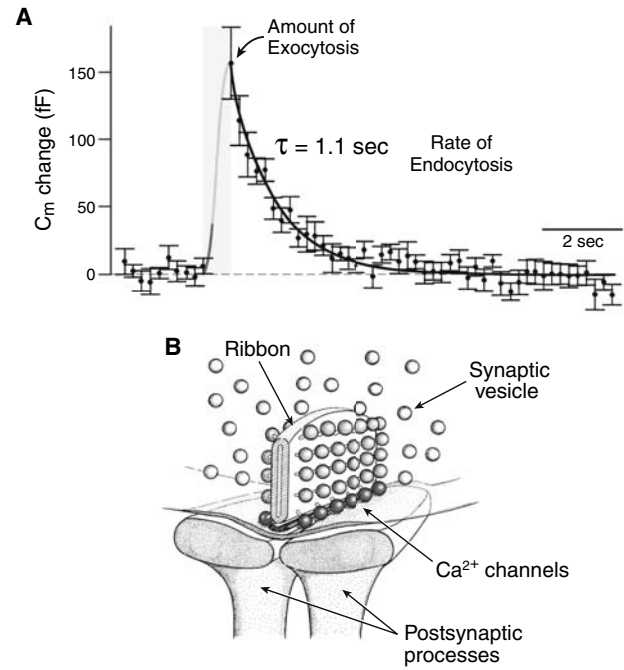 A
Amount of
Exocytosis
C_m change (fF)
150
100
50
0
τ = 1.1 sec
Rate of
Endocytosis
2 sec
B
Ribbon
Synaptic
vesicle
Ca²⁺ channels
Postsynaptic
processes